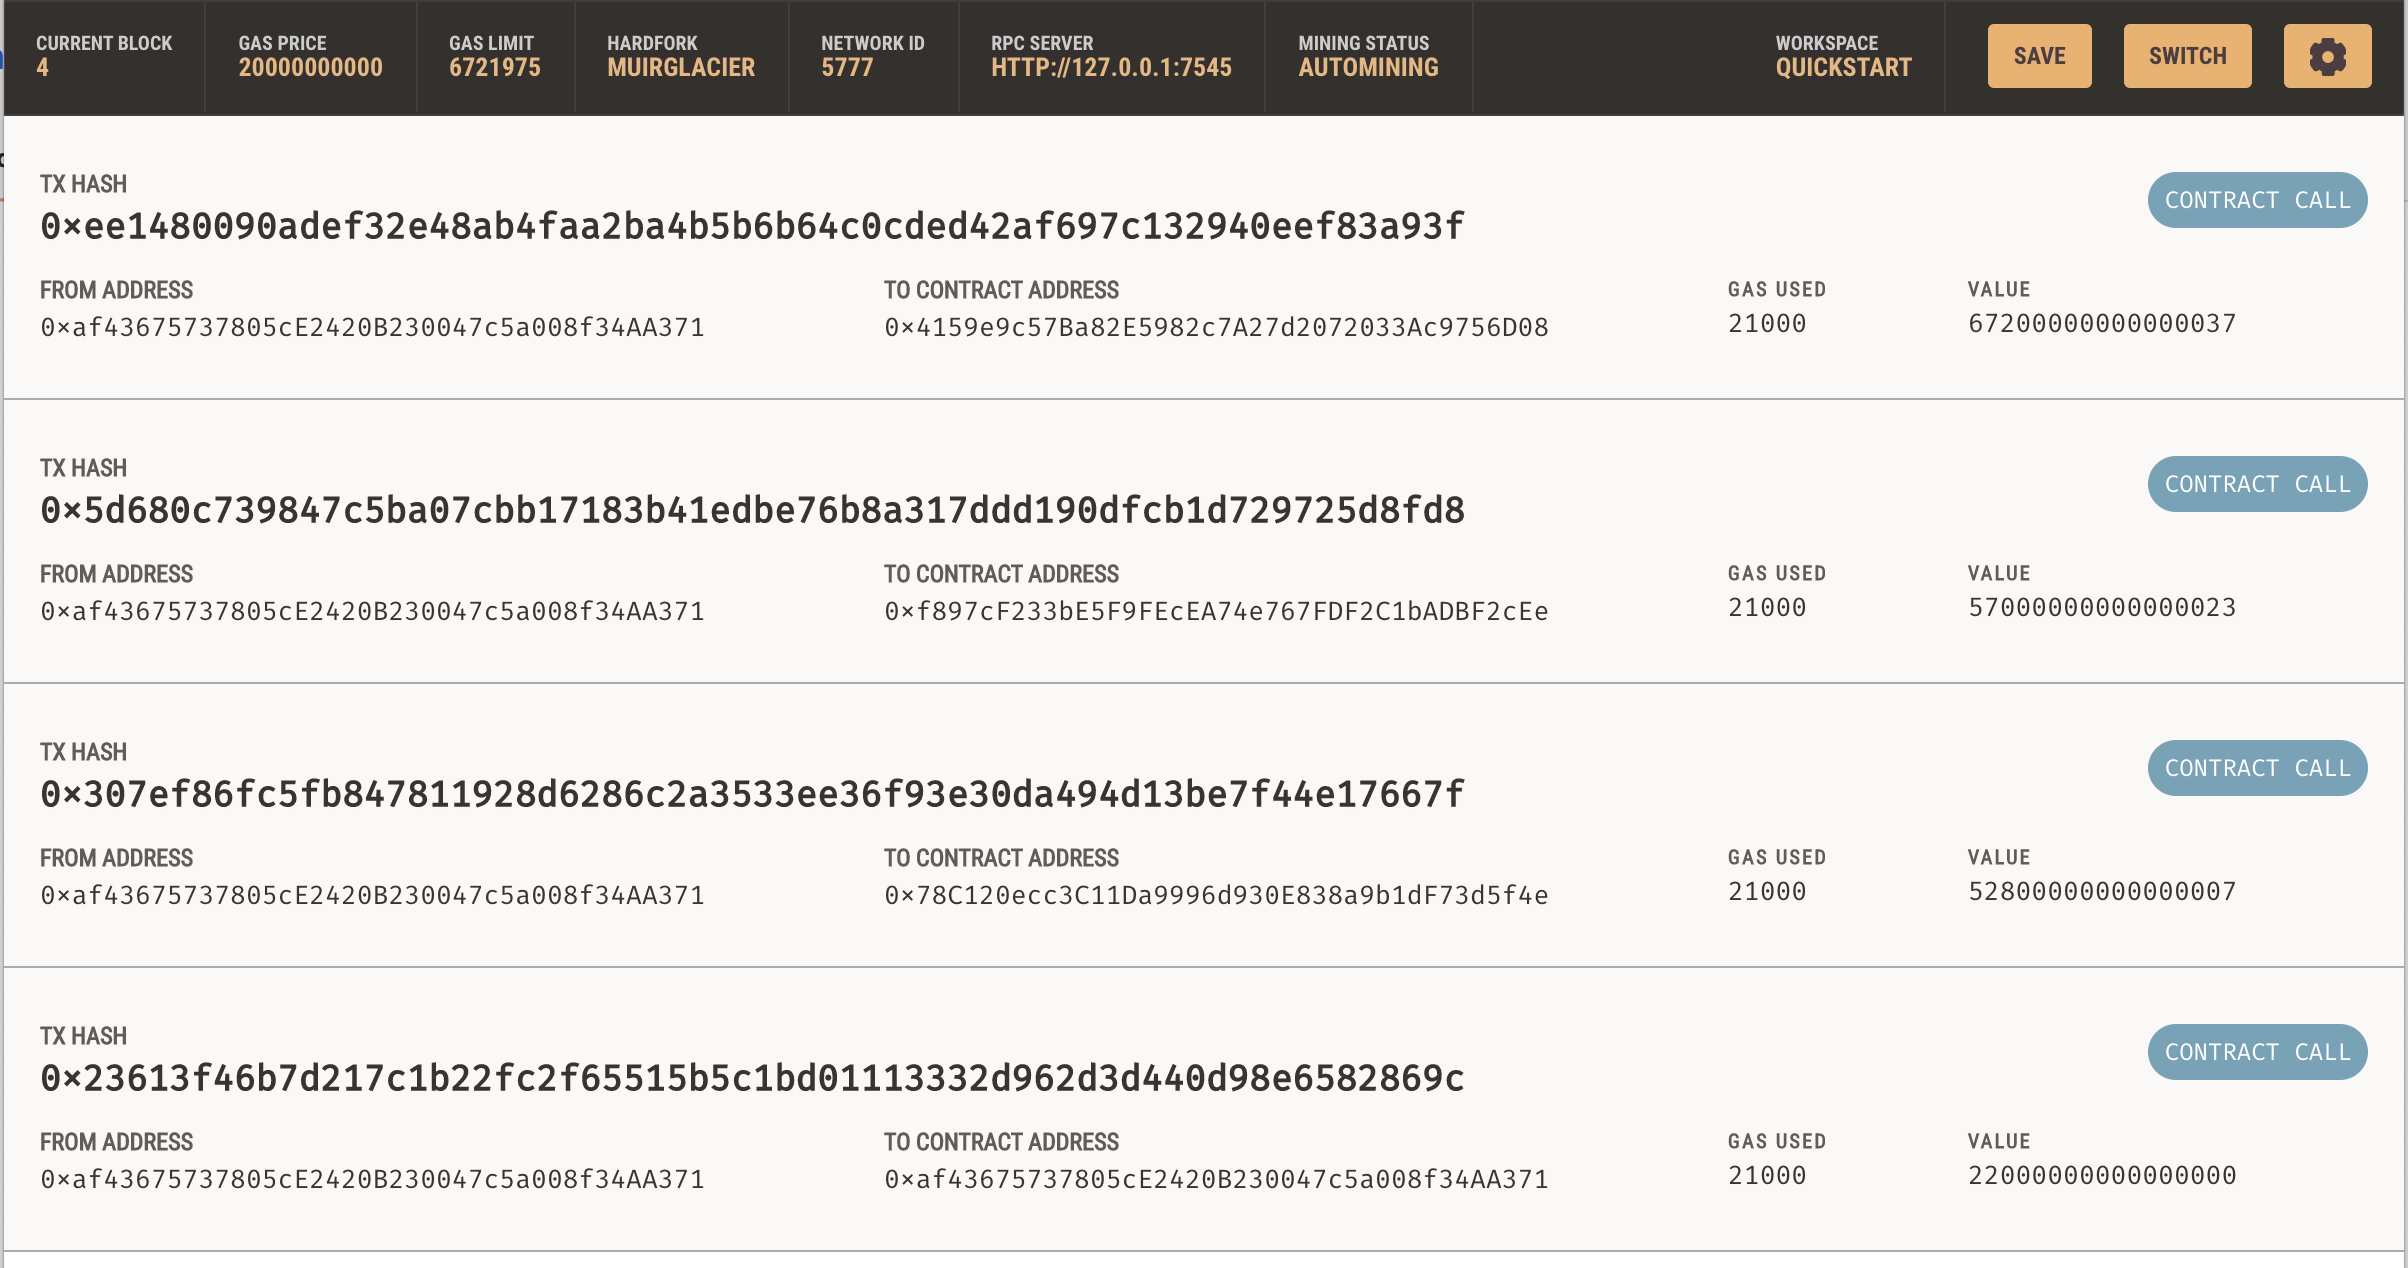 CURRENT BLOCK
4
GAS PRICE
20000000000
GAS LIMIT
6721975
HARDFORK
MUIRGLACIER
NETWORK ID
5777
RPC SERVER
HTTP://127.0.0.1:7545
MINING STATUS
AUTOMINING
WORKSPACE
QUICKSTART
SAVE
SWITCH
TX HASH
0×ee1480090adef32e48ab4faa2ba4b5b6b64c0cded42af697c132940eef83a93f
CONTRACT CALL
FROM ADDRESS
0×af43675737805cE2420B230047c5a008f34AA371
TO CONTRACT ADDRESS
0×4159e9c57Ba82E5982c7A27d2072033Ac9756D08
GAS USED
21000
VALUE
67200000000000037
TX HASH
0×5d680c739847c5ba07cbb17183b41edbe76b8a317ddd190dfcb1d729725d8fd8
CONTRACT CALL
FROM ADDRESS
0×af43675737805cE2420B230047c5a008f34AA371
TO CONTRACT ADDRESS
0×f897cF233bE5F9FEcEA74e767FDF2C1bADBF2cEe
GAS USED
21000
VALUE
57000000000000023
TX HASH
0×307ef86fc5fb847811928d6286c2a3533ee36f93e30da494d13be7f44e17667f
CONTRACT CALL
FROM ADDRESS
0×af43675737805cE2420B230047c5a008f34AA371
TO CONTRACT ADDRESS
0×78C120ecc3C11Da9996d930E838a9b1dF73d5f4e
GAS USED
21000
VALUE
52800000000000007
TX HASH
0×23613f46b7d217c1b22fc2f65515b5c1bd01113332d962d3d440d98e6582869c
CONTRACT CALL
FROM ADDRESS
0×af43675737805cE2420B230047c5a008f34AA371
TO CONTRACT ADDRESS
0×af43675737805cE2420B230047c5a008f34AA371
GAS USED
21000
VALUE
22000000000000000